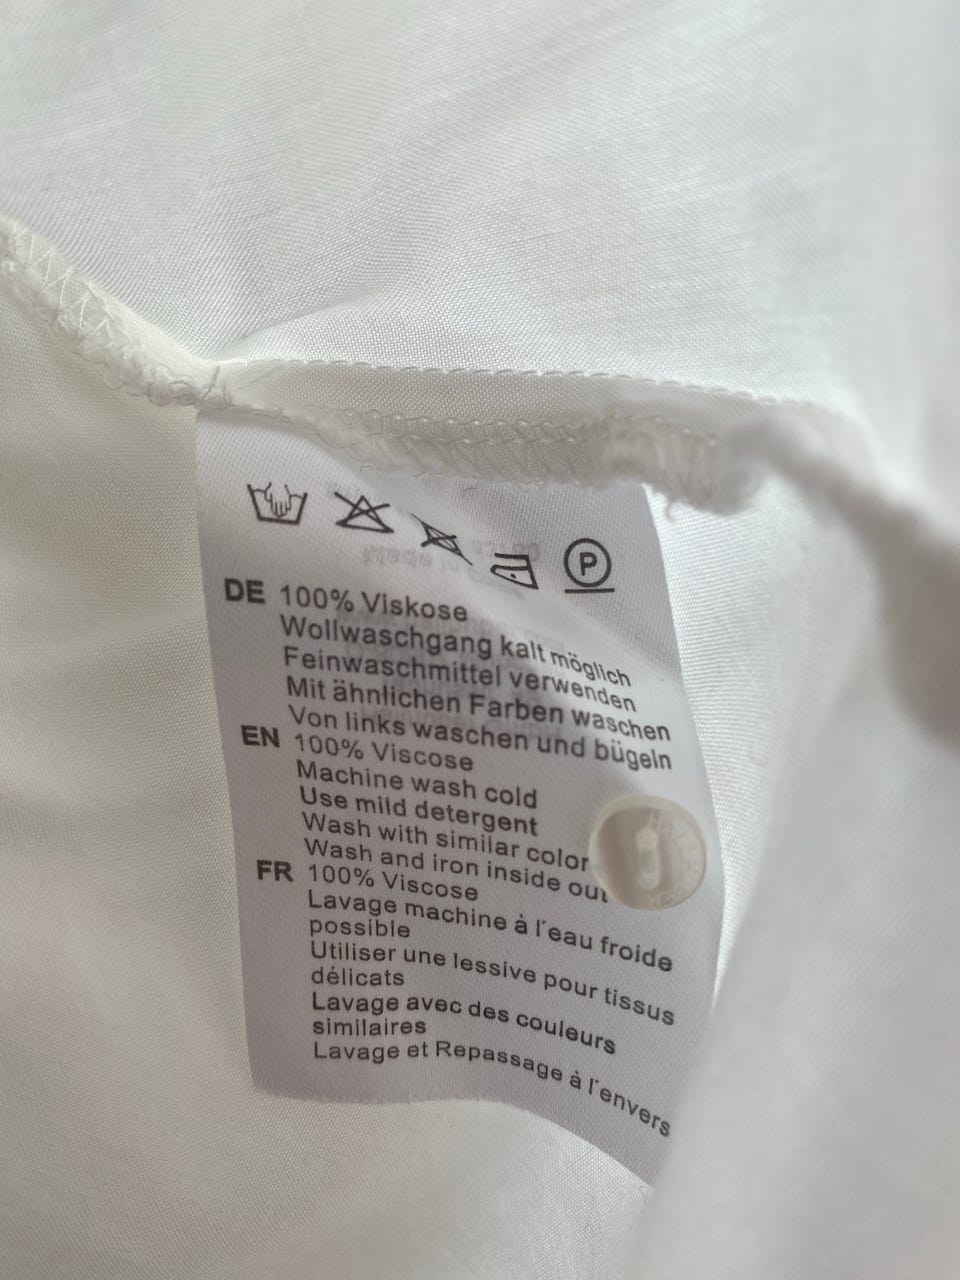 P
DE 100% Viskose
Wollwaschgang kalt möglich
Feinwaschmittel verwenden
Mit ähnlichen Farben waschen
Von links waschen und bügeln
EN 100% Viscose
Machine wash cold
Use mild detergent
Wash with similar color
Wash and iron inside out
FR 100% Viscose
Lavage machine à l'eau froide
possible
Utiliser une lessive pour tissus
délicats
Lavage avec des couleurs
similaires
Lavage et Repassage à l'envers